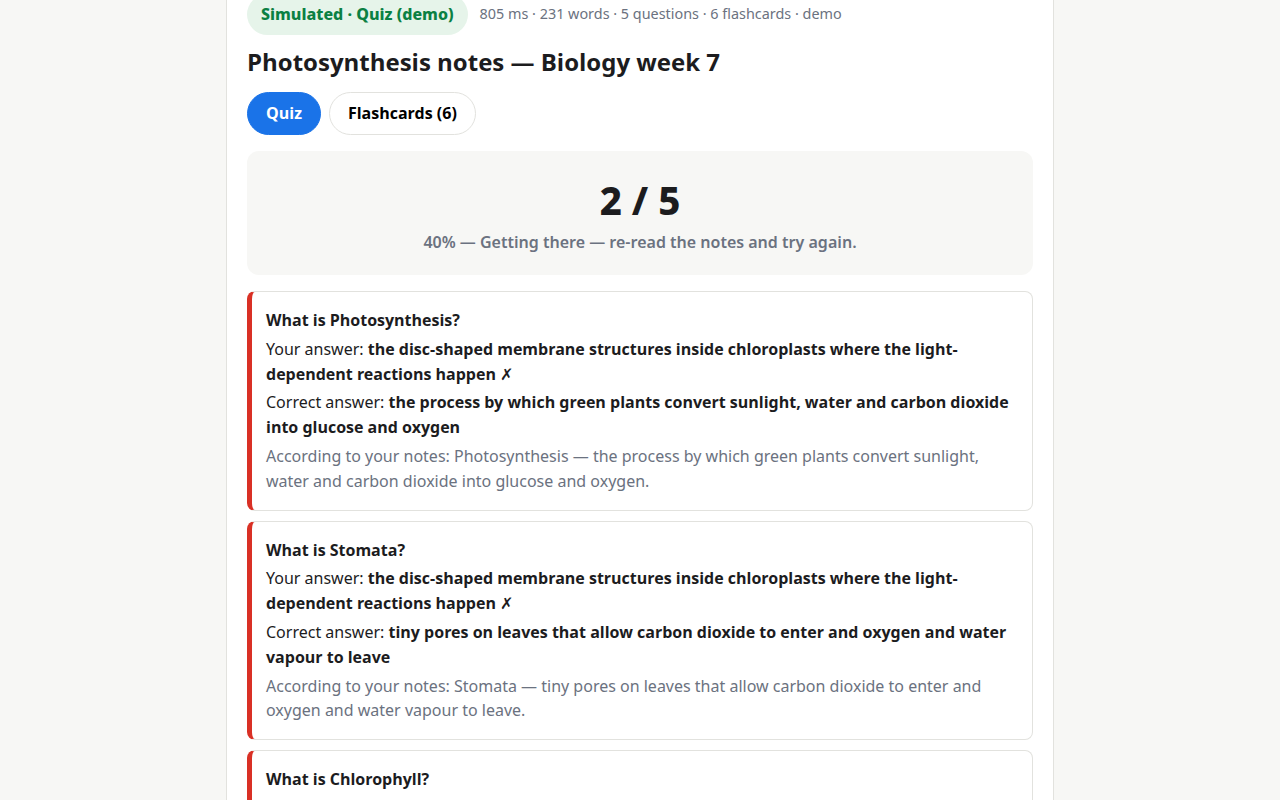 Simulated · Quiz (demo) 805 ms · 231 words · 5 questions · 6 flashcards · demo
Photosynthesis notes — Biology week 7
Quiz Flashcards (6)
2 / 5
40% — Getting there — re-read the notes and try again.
What is Photosynthesis?
Your answer: the disc-shaped membrane structures inside chloroplasts where the light-
dependent reactions happen ✗
Correct answer: the process by which green plants convert sunlight, water and carbon dioxide
into glucose and oxygen
According to your notes: Photosynthesis — the process by which green plants convert sunlight,
water and carbon dioxide into glucose and oxygen.
What is Stomata?
Your answer: the disc-shaped membrane structures inside chloroplasts where the light-
dependent reactions happen ✗
Correct answer: tiny pores on leaves that allow carbon dioxide to enter and oxygen and water
vapour to leave
According to your notes: Stomata — tiny pores on leaves that allow carbon dioxide to enter and
oxygen and water vapour to leave.
What is Chlorophyll?